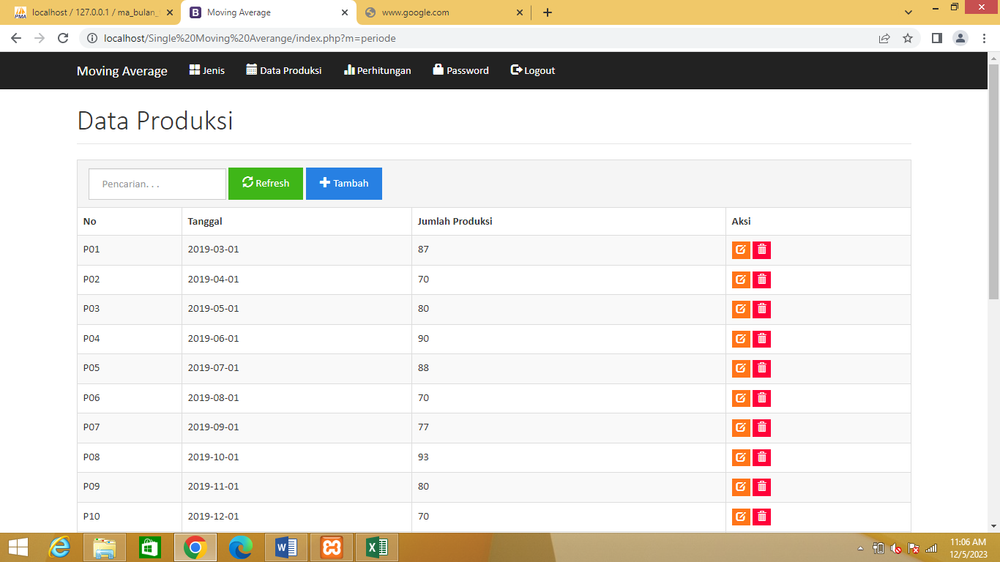 localhost / 127.0.0.1 / ma_bulan_
Moving Average
www.google.com
localhost/Single%20Moving%20Averange/index.php?m=periode
Moving Average Jenis Data Produksi Perhitungan Password Logout
Data Produksi
Pencarian. . . Refresh Tambah
No Tanggal Jumlah Produksi Aksi
P01 2019-03-01 87
P02 2019-04-01 70
P03 2019-05-01 80
P04 2019-06-01 90
P05 2019-07-01 88
P06 2019-08-01 70
P07 2019-09-01 77
P08 2019-10-01 93
P09 2019-11-01 80
P10 2019-12-01 70
11:06 AM
12/5/2023